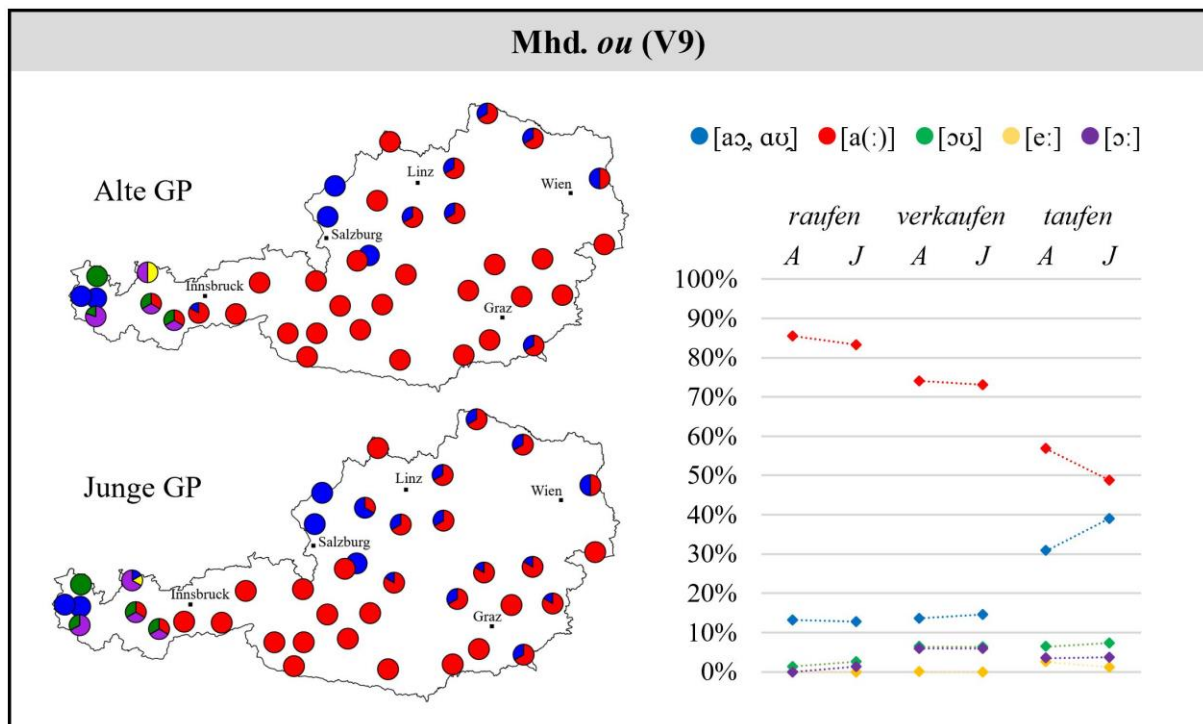 Mhd. ou (V9)
Alte GP
Linz
Wien
Salzburg
Innsbruck
Graz
Junge GP
Linz
Wien
Salzburg
Innsbruck
Graz
[aɔ̯, ɑʊ̯] [a(ː)] [ɔʊ̯] [eː] [ɔː]
raufen verkaufen taufen
A J A J A J
100%
90%
80%
70%
60%
50%
40%
30%
20%
10%
0%